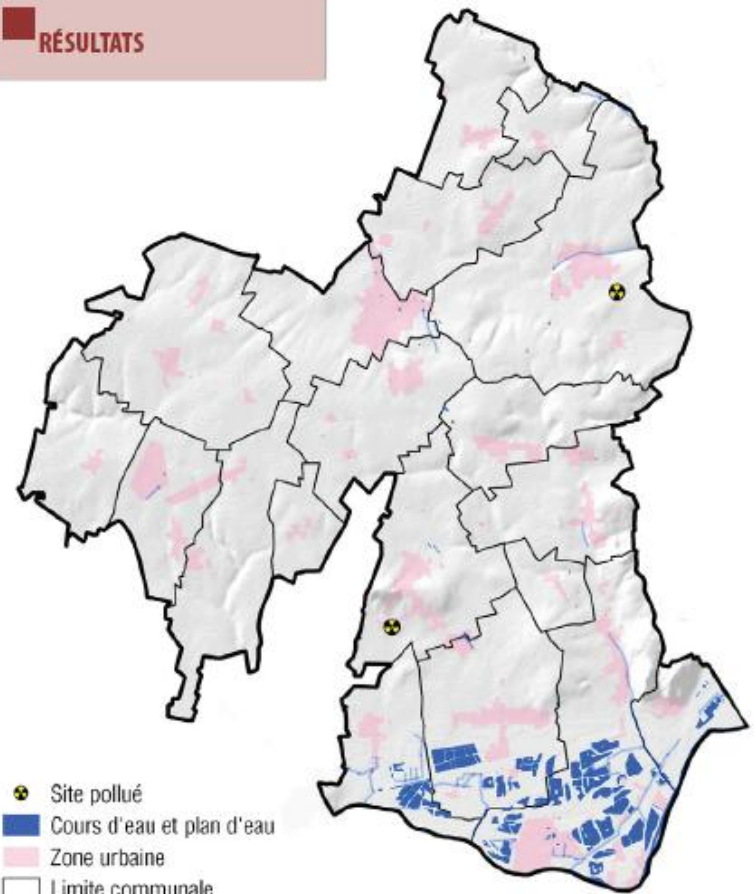 RÉSULTATS
Site pollué
Cours d'eau et plan d'eau
Zone urbaine
Limite communale